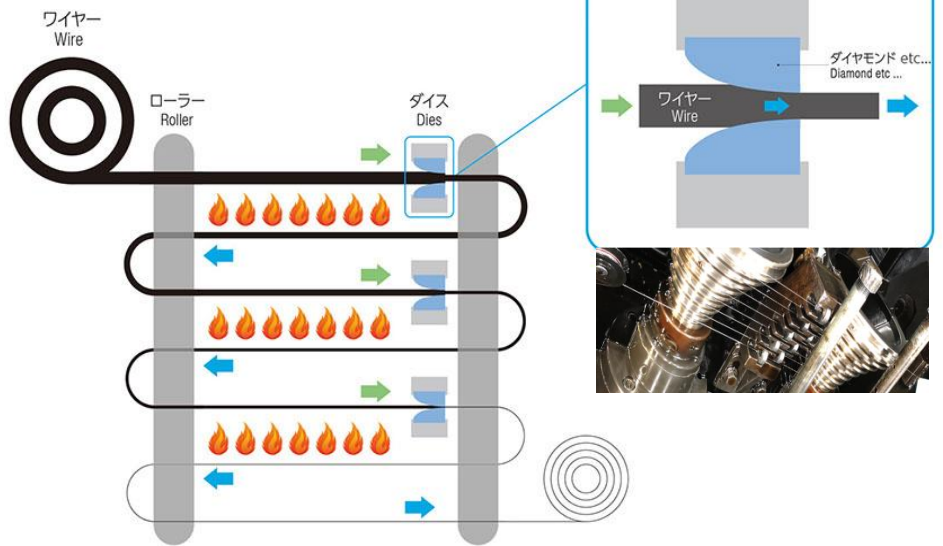 ワイヤー
Wire
ローラー
Roller
ダイス
Dies
ダイヤモンド etc...
Diamond etc ...
ワイヤー
Wire